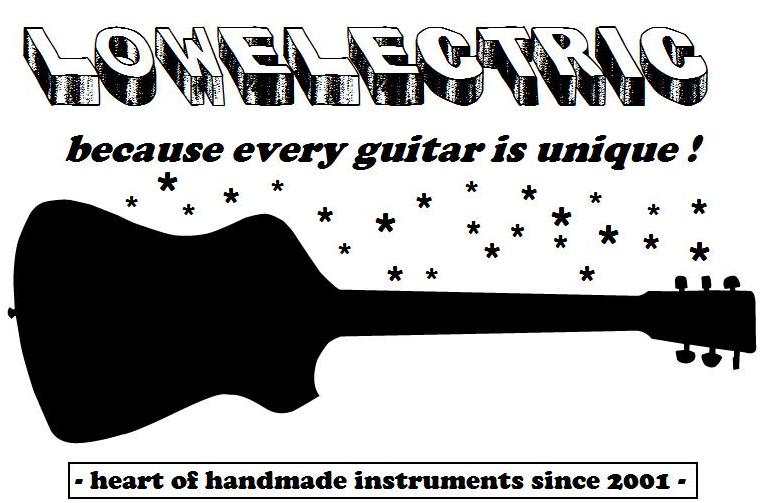 LOWELECTRIC
because every guitar is unique !
- heart of handmade instruments since 2001 -